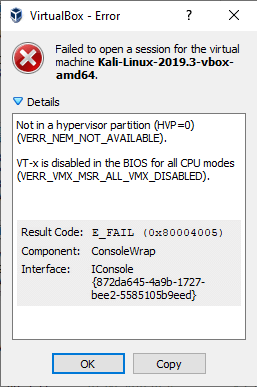 VirtualBox - Error
Failed to open a session for the virtual
machine Kali-Linux-2019.3-vbox-
amd64.
Details
Not in a hypervisor partition (HVP=0)
(VERR_NEM_NOT_AVAILABLE).
VT-x is disabled in the BIOS for all CPU modes
(VERR_VMX_MSR_ALL_VMX_DISABLED).
Result Code: E_FAIL (0x80004005)
Component: ConsoleWrap
Interface: IConsole
{872da645-4a9b-1727-
bee2-5585105b9eed}
OK Copy